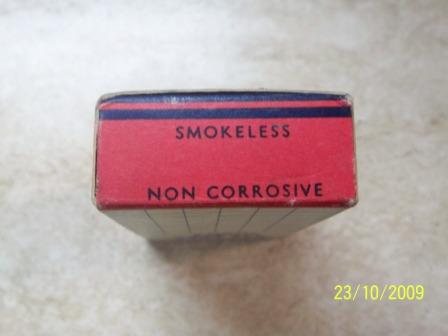 SMOKELESS
NON CORROSIVE
23/10/2009